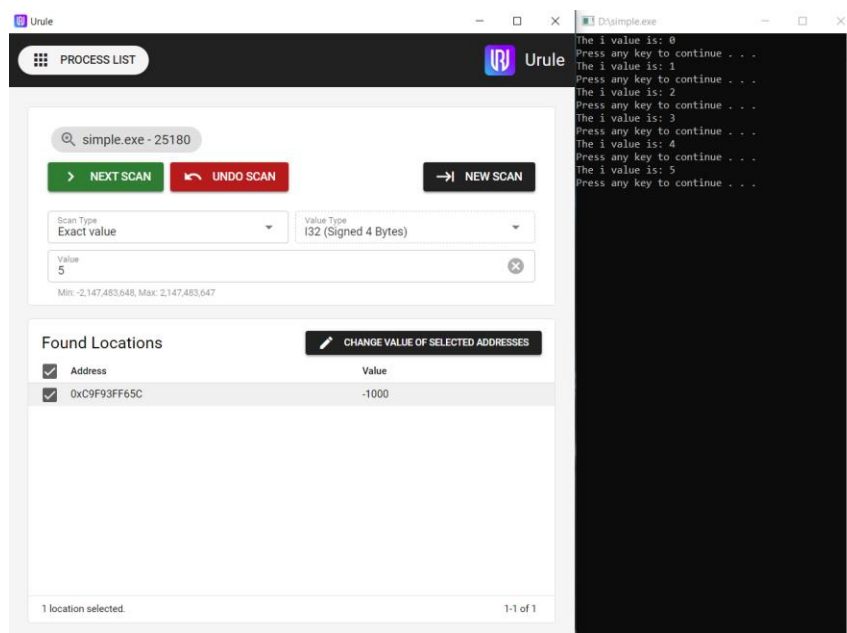 Urule
PROCESS LIST
Urule
simple.exe - 25180
NEXT SCAN
UNDO SCAN
NEW SCAN
Scan Type
Exact value
Value Type
I32 (Signed 4 Bytes)
Value
5
Min: -2,147,483,648, Max: 2,147,483,647
Found Locations
CHANGE VALUE OF SELECTED ADDRESSES
Address Value
0xC9F93FF65C -1000
1 location selected. 1-1 of 1
D:\simple.exe
The i value is: 0
Press any key to continue . . .
The i value is: 1
Press any key to continue . . .
The i value is: 2
Press any key to continue . . .
The i value is: 3
Press any key to continue . . .
The i value is: 4
Press any key to continue . . .
The i value is: 5
Press any key to continue . . .